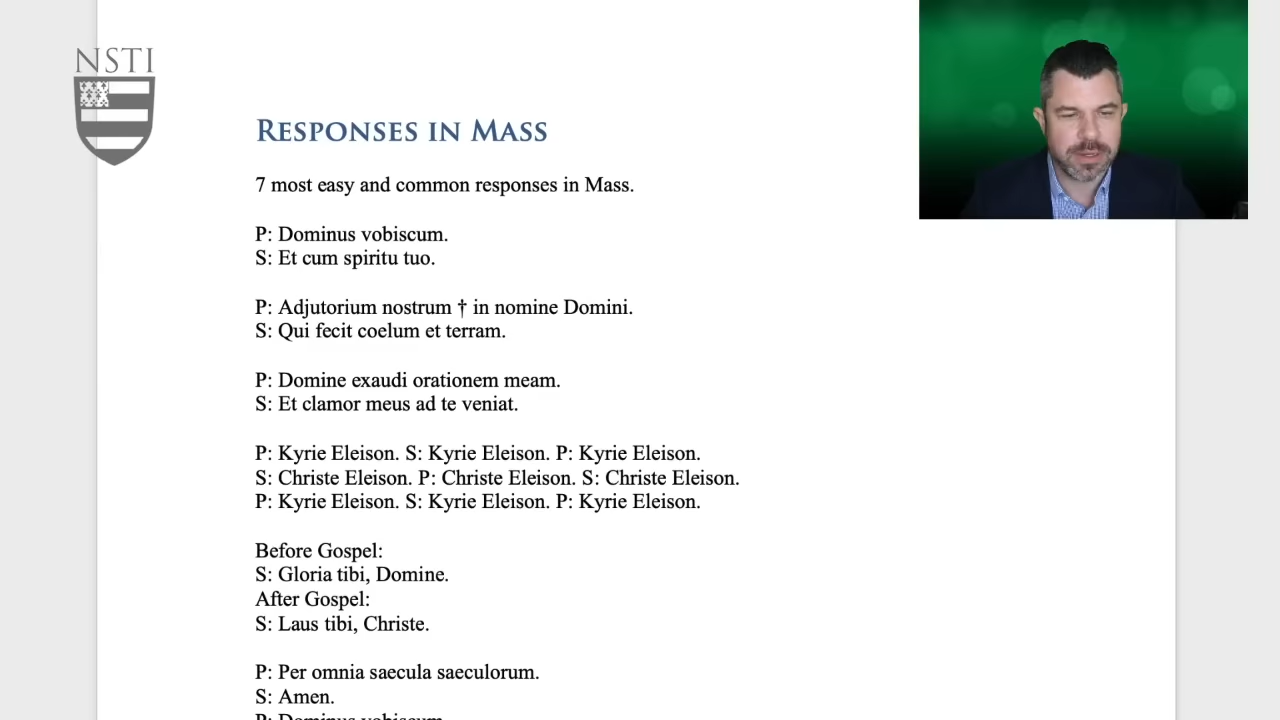 NSTI
RESPONSES IN MASS
7 most easy and common responses in Mass.
P: Dominus vobiscum.
S: Et cum spiritu tuo.
P: Adjutorium nostrum † in nomine Domini.
S: Qui fecit coelum et terram.
P: Domine exaudi orationem meam.
S: Et clamor meus ad te veniat.
P: Kyrie Eleison. S: Kyrie Eleison. P: Kyrie Eleison.
S: Christe Eleison. P: Christe Eleison. S: Christe Eleison.
P: Kyrie Eleison. S: Kyrie Eleison. P: Kyrie Eleison.
Before Gospel:
S: Gloria tibi, Domine.
After Gospel:
S: Laus tibi, Christe.
P: Per omnia saecula saeculorum.
S: Amen.
P: Dominus vobiscum.